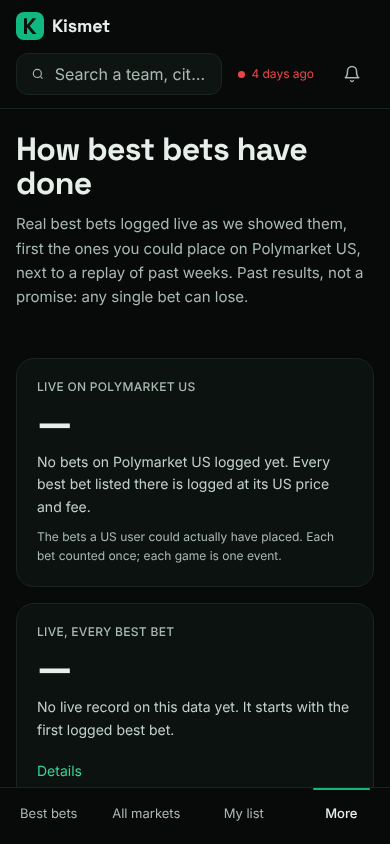 Kismet
Search a team, cit...
4 days ago
How best bets have
done
Real best bets logged live as we showed them,
first the ones you could place on Polymarket US,
next to a replay of past weeks. Past results, not a
promise: any single bet can lose.
LIVE ON POLYMARKET US
—
No bets on Polymarket US logged yet. Every
best bet listed there is logged at its US price
and fee.
The bets a US user could actually have placed. Each
bet counted once; each game is one event.
LIVE, EVERY BEST BET
—
No live record on this data yet. It starts with the
first logged best bet.
Details
Best bets
All markets
My list
More